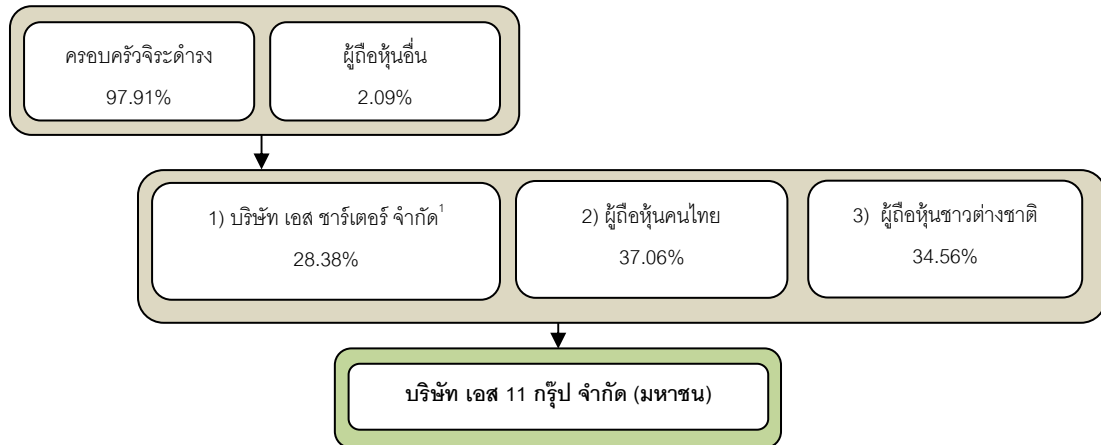 ครอบครัวจิระดำรง
97.91%
ผู้ถือหุ้นอื่น
2.09%
1) บริษัท เอส ชาร์เตอร์ จำกัด¹
28.38%
2) ผู้ถือหุ้นคนไทย
37.06%
3) ผู้ถือหุ้นชาวต่างชาติ
34.56%
บริษัท เอส 11 กรุ๊ป จำกัด (มหาชน)